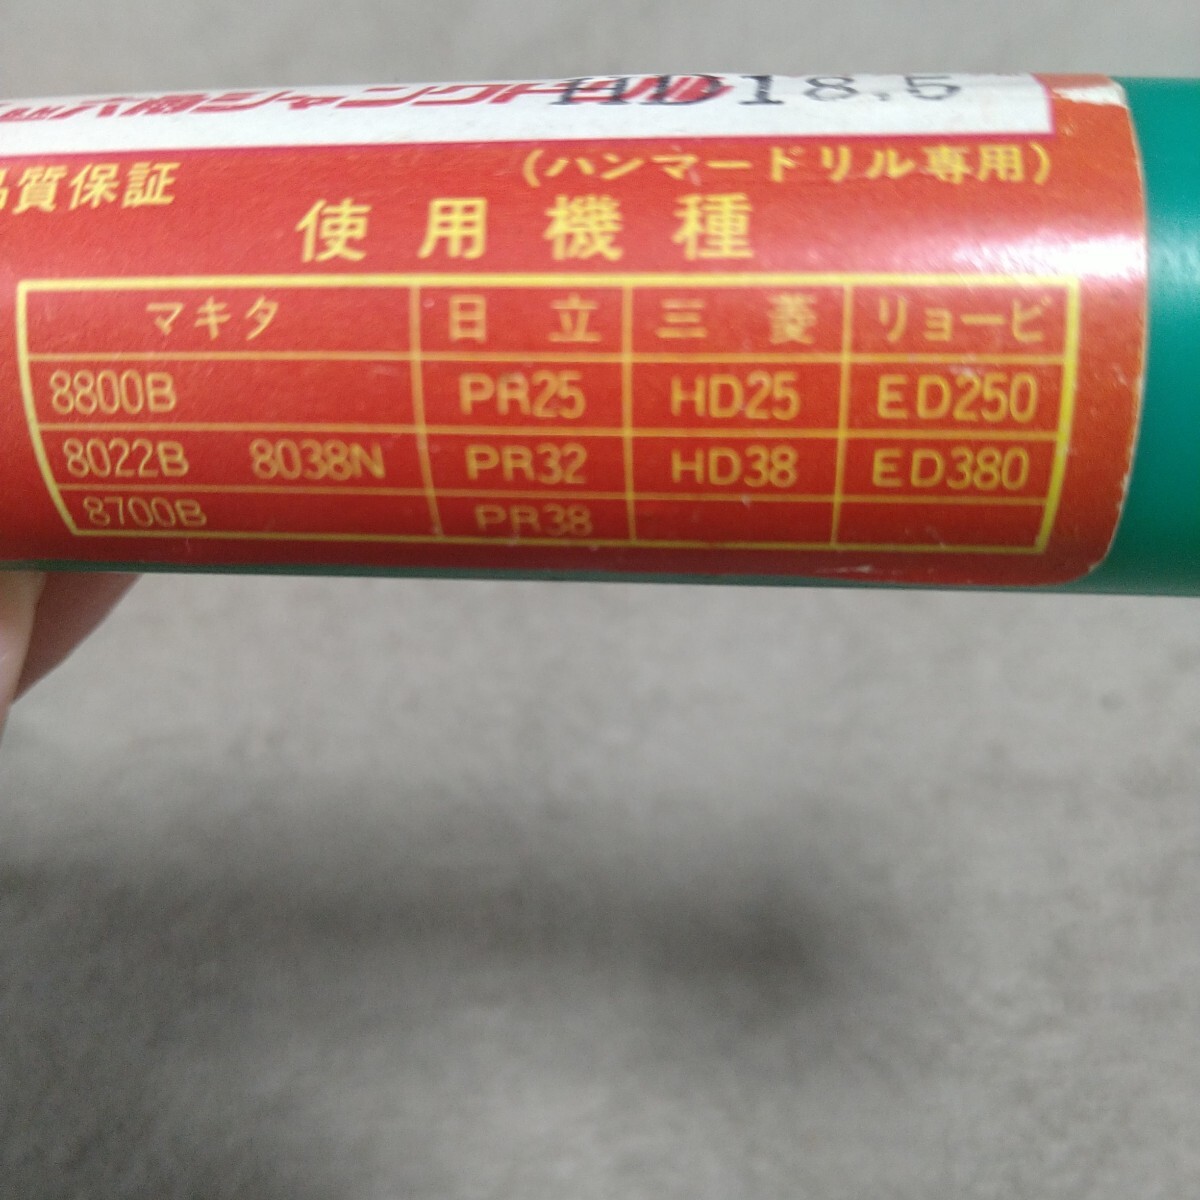 六角シャンクドリル HD18.5
品質保証
(ハンマードリル専用)
使用機種
マキタ 日立 三菱 リョービ
8800B PR25 HD25 ED250
8022B 8038N PR32 HD38 ED380
8700B PR38